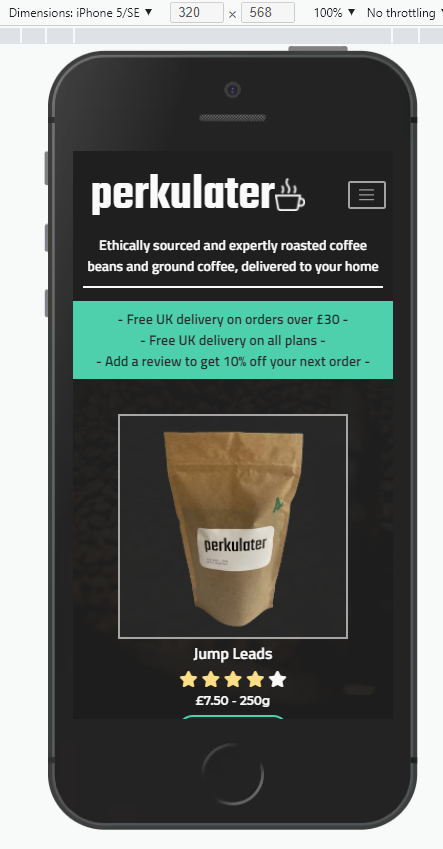 Dimensions: iPhone 5/SE ▼ 320 × 568 100% ▼ No throttling
perkulater
Ethically sourced and expertly roasted coffee
beans and ground coffee, delivered to your home
- Free UK delivery on orders over £30 -
- Free UK delivery on all plans -
- Add a review to get 10% off your next order -
perkulater
Jump Leads
£7.50 - 250g